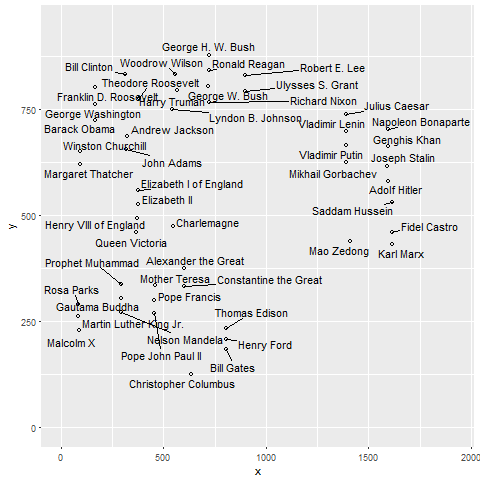 George H. W. Bush
Woodrow Wilson
Ronald Reagan
Bill Clinton
Robert E. Lee
Theodore Roosevelt
Ulysses S. Grant
Franklin D. Roosevelt
George W. Bush
Harry Truman
Richard Nixon
Julius Caesar
750
George Washington
Lyndon B. Johnson
Vladimir Lenin
Napoleon Bonaparte
Barack Obama
Andrew Jackson
Genghis Khan
Winston Churchill
Vladimir Putin
Joseph Stalin
John Adams
Margaret Thatcher
Mikhail Gorbachev
Elizabeth I of England
Adolf Hitler
Elizabeth II
Saddam Hussein
500
Henry VIII of England
Charlemagne
Fidel Castro
y
Queen Victoria
Mao Zedong
Karl Marx
Prophet Muhammad
Alexander the Great
Mother Teresa
Constantine the Great
Rosa Parks
Pope Francis
Gautama Buddha
Thomas Edison
250
Martin Luther King Jr.
Nelson Mandela
Malcolm X
Henry Ford
Pope John Paul II
Bill Gates
Christopher Columbus
0
0 500 1000 1500 2000
x